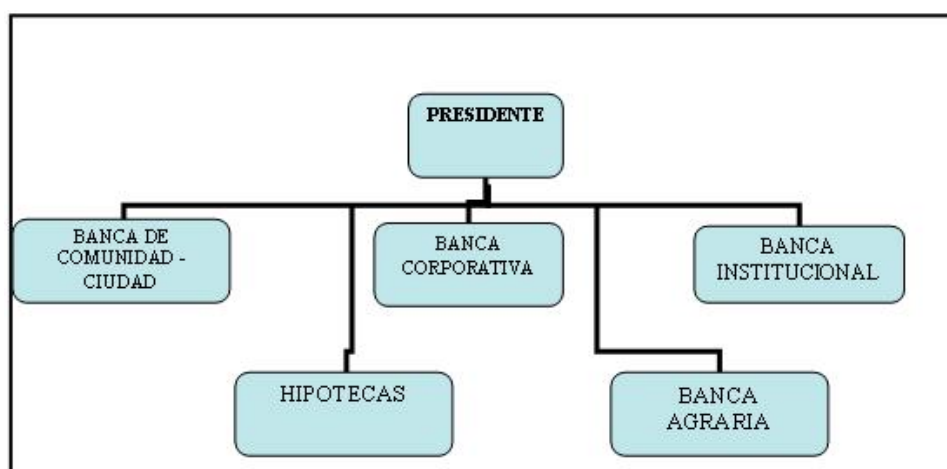 PRESIDENTE
BANCA DE
COMUNIDAD -
CIUDAD
BANCA
CORPORATIVA
BANCA
INSTITUCIONAL
HIPOTECAS
BANCA
AGRARIA